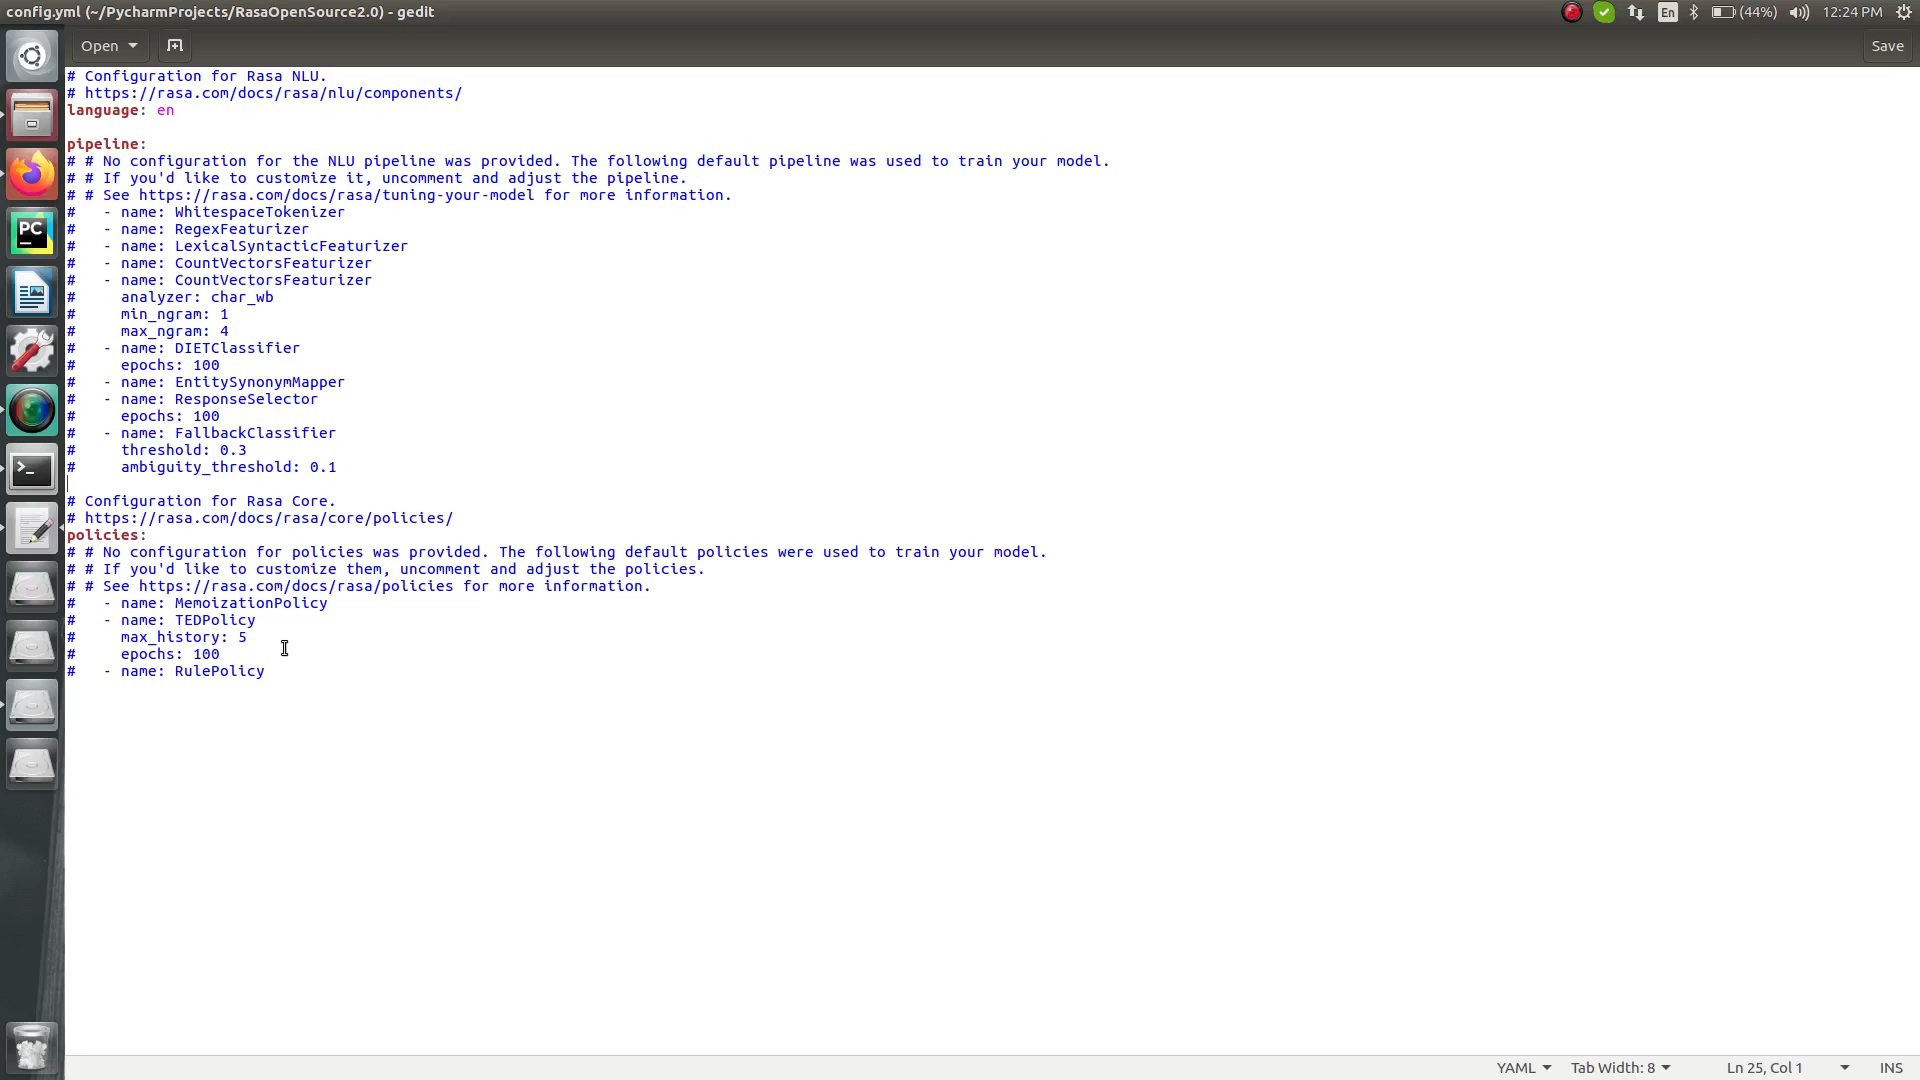 config.yml (~/PycharmProjects/RasaOpenSource2.0) - gedit
En
(44%)
12:24 PM
Open
Save
# Configuration for Rasa NLU.
# https://rasa.com/docs/rasa/nlu/components/
language: en
pipeline:
# # No configuration for the NLU pipeline was provided. The following default pipeline was used to train your model.
# # If you'd like to customize it, uncomment and adjust the pipeline.
# # See https://rasa.com/docs/rasa/tuning-your-model for more information.
#   - name: WhitespaceTokenizer
#   - name: RegexFeaturizer
#   - name: LexicalSyntacticFeaturizer
#   - name: CountVectorsFeaturizer
#   - name: CountVectorsFeaturizer
#     analyzer: char_wb
#     min_ngram: 1
#     max_ngram: 4
#   - name: DIETClassifier
#     epochs: 100
#   - name: EntitySynonymMapper
#   - name: ResponseSelector
#     epochs: 100
#   - name: FallbackClassifier
#     threshold: 0.3
#     ambiguity_threshold: 0.1
# Configuration for Rasa Core.
# https://rasa.com/docs/rasa/core/policies/
policies:
# # No configuration for policies was provided. The following default policies were used to train your model.
# # If you'd like to customize them, uncomment and adjust the policies.
# # See https://rasa.com/docs/rasa/policies for more information.
#   - name: MemoizationPolicy
#   - name: TEDPolicy
#     max_history: 5
#     epochs: 100
#   - name: RulePolicy
PC
YAML
Tab Width: 8
Ln 25, Col 1
INS